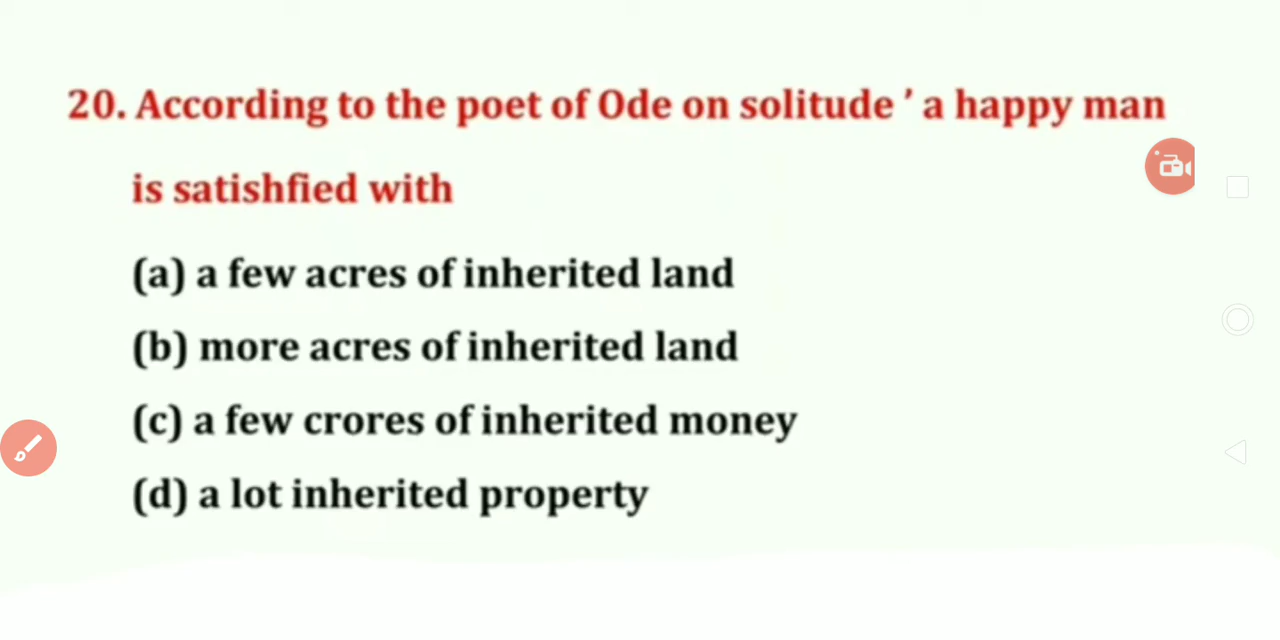 20. According to the poet of Ode on solitude ’ a happy man
is satishfied with
(a) a few acres of inherited land
(b) more acres of inherited land
(c) a few crores of inherited money
(d) a lot inherited property